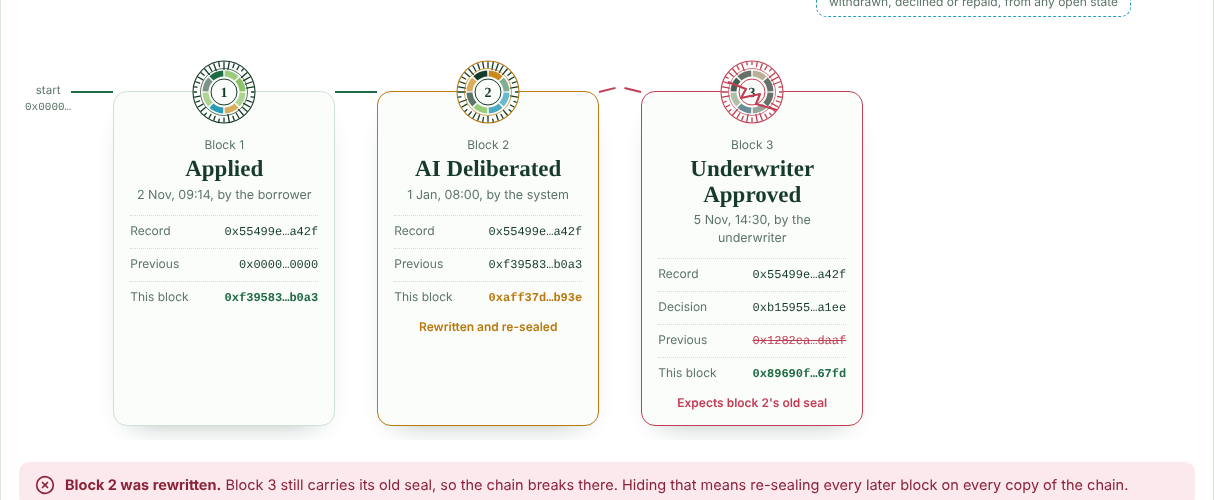 withdrawn, declined or repaid, from any open state
start
0x0000…
1
Block 1
Applied
2 Nov, 09:14, by the borrower
Record 0x55499e…a42f
Previous 0x0000…0000
This block 0xf39583…b0a3
2
Block 2
AI Deliberated
1 Jan, 08:00, by the system
Record 0x55499e…a42f
Previous 0xf39583…b0a3
This block 0xaff37d…b93e
Rewritten and re-sealed
3
Block 3
Underwriter
Approved
5 Nov, 14:30, by the
underwriter
Record 0x55499e…a42f
Decision 0xb15955…a1ee
Previous 0x1282ea…daaf
This block 0x89690f…67fd
Expects block 2's old seal
Block 2 was rewritten. Block 3 still carries its old seal, so the chain breaks there. Hiding that means re-sealing every later block on every copy of the chain.